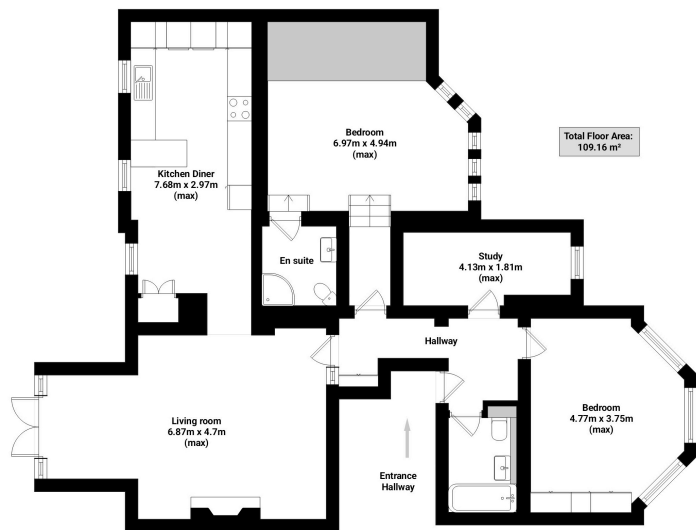 Bedroom
6.97m x 4.94m
(max)
Total Floor Area:
109.16 m²
Kitchen Diner
7.68m x 2.97m
(max)
En suite
Study
4.13m x 1.81m
(max)
Hallway
Living room
6.87m x 4.7m
(max)
Bedroom
4.77m x 3.75m
(max)
Entrance
Hallway